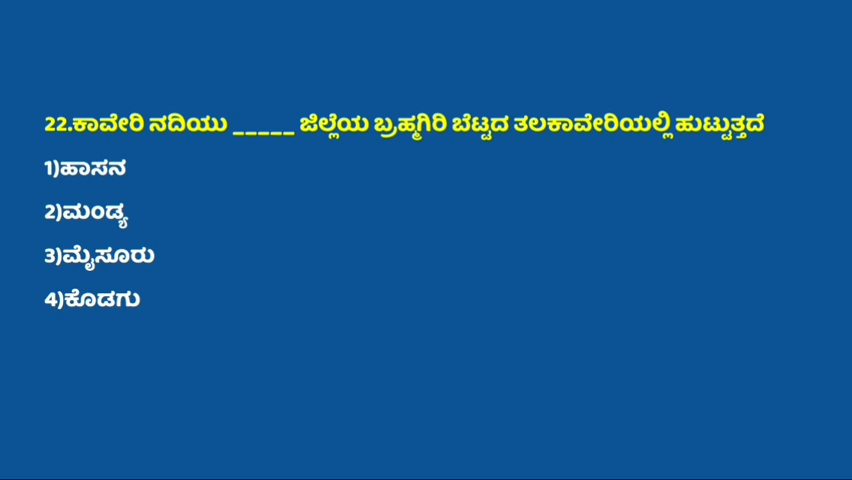 22.ಕಾವೇರಿ ನದಿಯು _____ ಜಿಲ್ಲೆಯ ಬ್ರಹ್ಮಗಿರಿ ಬೆಟ್ಟದ ತಲಕಾವೇರಿಯಲ್ಲಿ ಹುಟ್ಟುತ್ತದೆ
1)ಹಾಸನ
2)ಮಂಡ್ಯ
3)ಮೈಸೂರು
4)ಕೊಡಗು